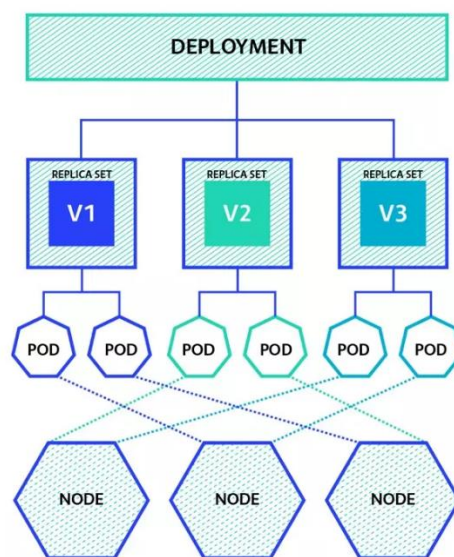 DEPLOYMENT
REPLICA SET
V1
REPLICA SET
V2
REPLICA SET
V3
POD
POD
POD
POD
POD
POD
NODE
NODE
NODE